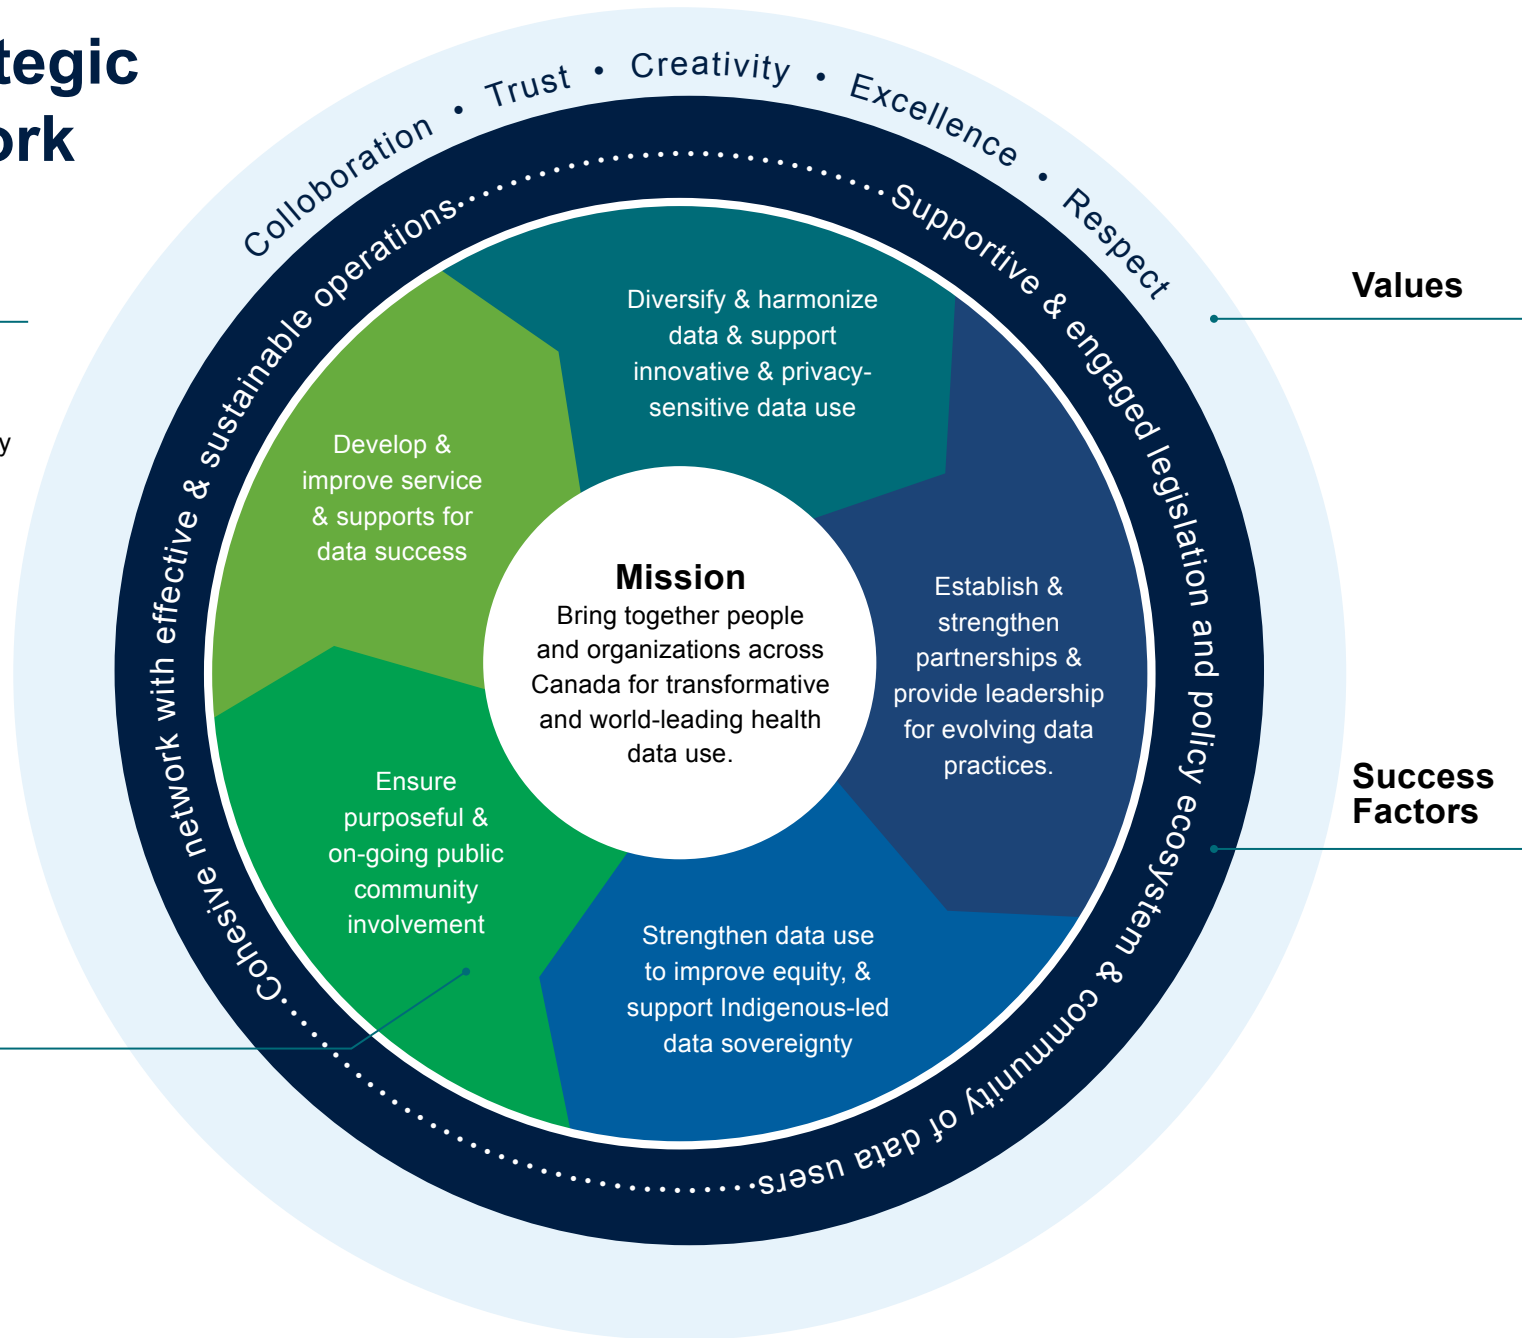 tegic
ork
y
Colloboration • Trust • Creativity • Excellence • Respect
Cohesive network with effective & sustainable operations
Supportive & engaged legislation and policy ecosystem & community of data users
Values
Success
Factors
Diversify & harmonize
data & support
innovative & privacy-
sensitive data use
Establish &
strengthen
partnerships &
provide leadership
for evolving data
practices.
Strengthen data use
to improve equity, &
support Indigenous-led
data sovereignty
Ensure
purposeful &
on-going public
community
involvement
Develop &
improve service
& supports for
data success
Mission
Bring together people
and organizations across
Canada for transformative
and world-leading health
data use.